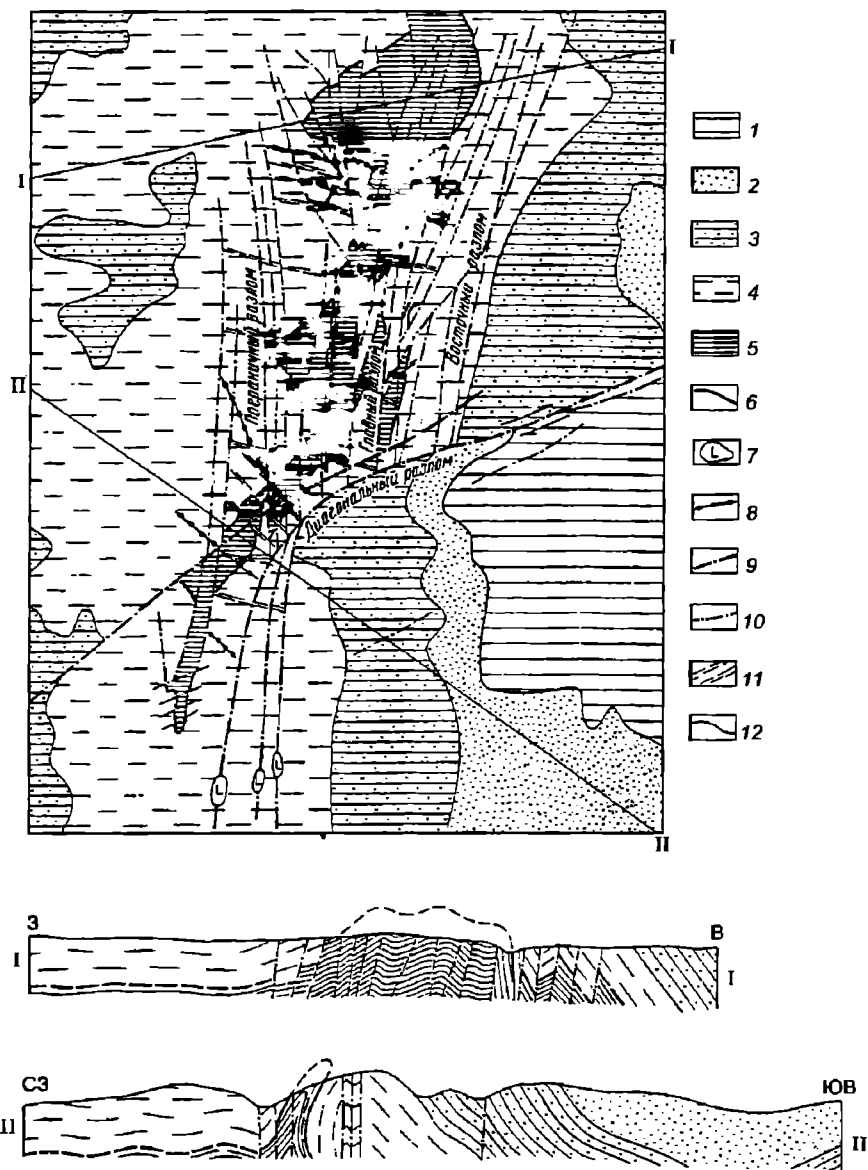 I
I
II
II
Оперяющий разлом
Главный разлом
Восточный разлом
Диагональный разлом
L
L
L
1
2
3
4
5
6
L
7
8
9
10
11
12
З
В
I
I
СЗ
ЮВ
II
II